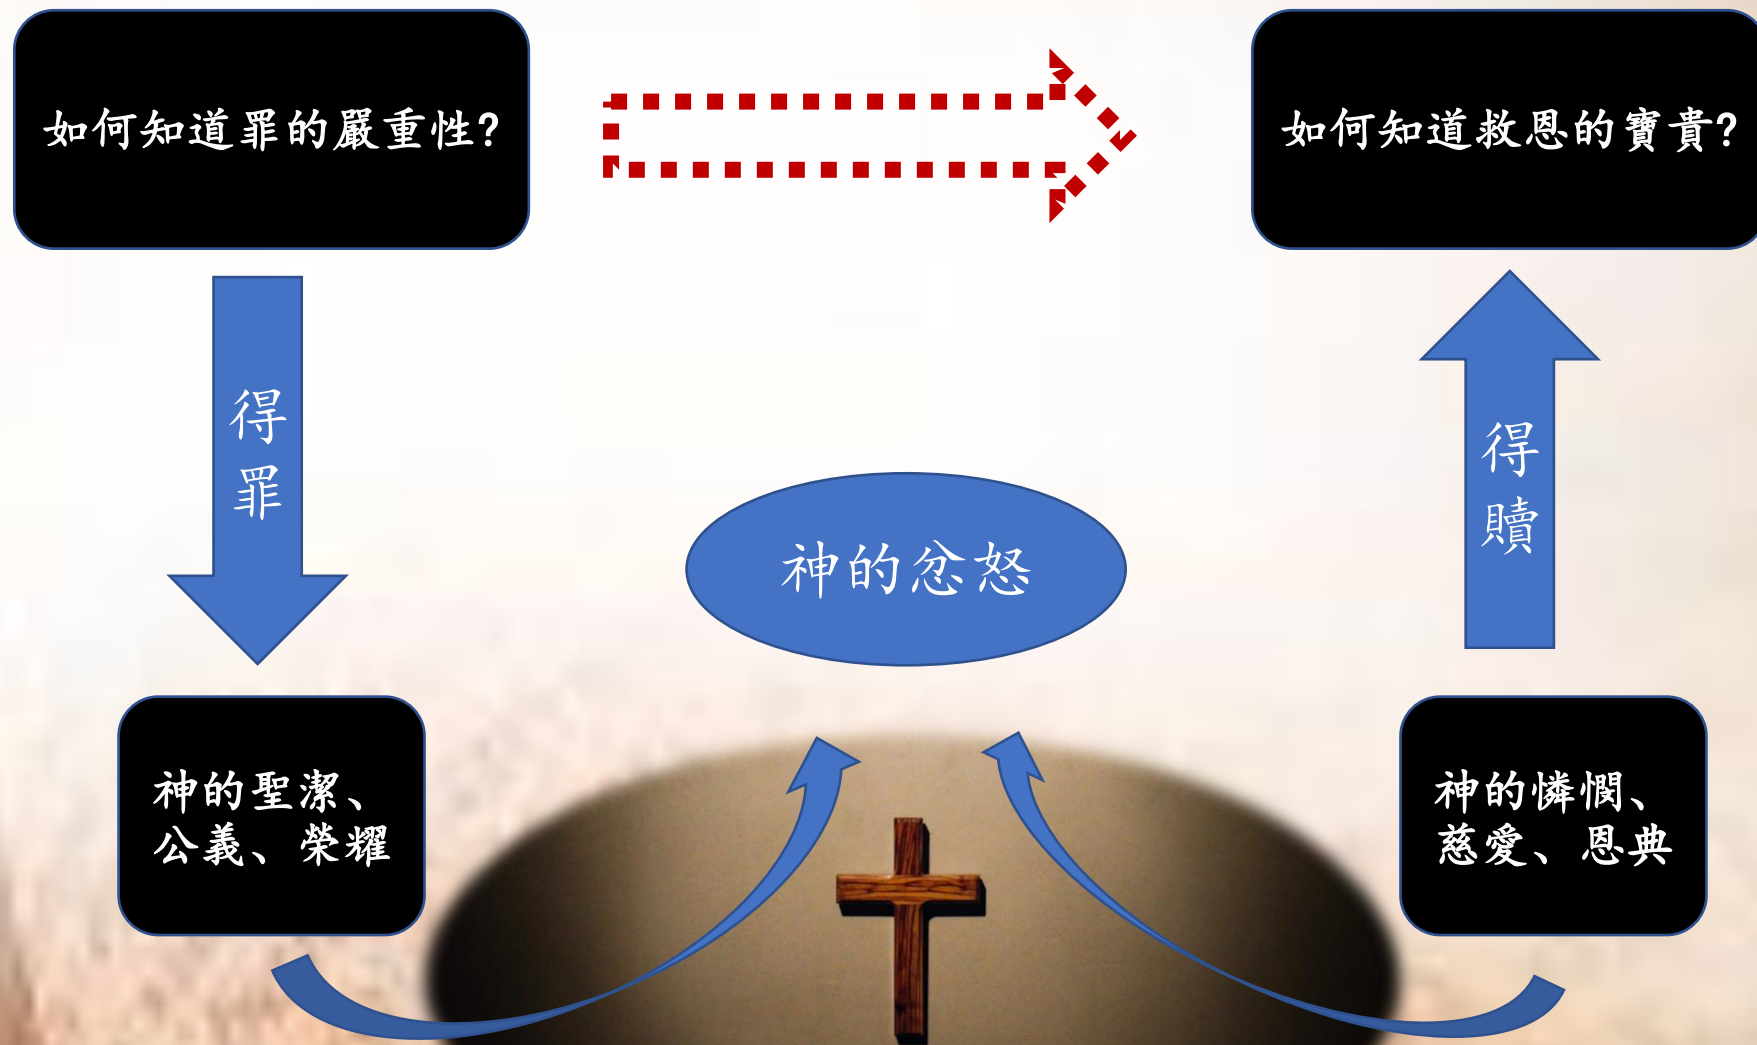 如何知道罪的嚴重性?
如何知道救恩的寶貴?
得
罪
得
贖
神的忿怒
神的聖潔、
公義、榮耀
神的憐憫、
慈愛、恩典